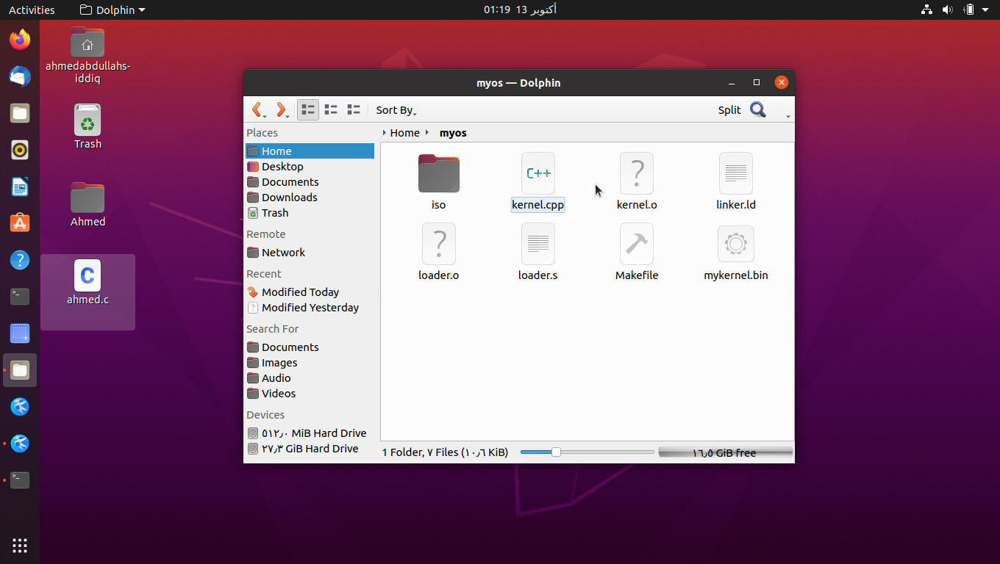 Activities
Dolphin
أكتوبر 13 01:19
ahmedabdullahs-
iddiq
Trash
Ahmed
C
ahmed.c
myos — Dolphin
Sort By
Split
Places
Home
Desktop
Documents
Downloads
Trash
Remote
Network
Recent
Modified Today
Modified Yesterday
Search For
Documents
Images
Audio
Videos
Devices
٥١٢٫٠ MiB Hard Drive
٢٧٫٣ GiB Hard Drive
Home myos
iso
C++
kernel.cpp
?
kernel.o
linker.ld
?
loader.o
loader.s
Makefile
mykernel.bin
1 Folder, ٧ Files (١٠٫٦ KiB)
١٦٫٥ GiB free